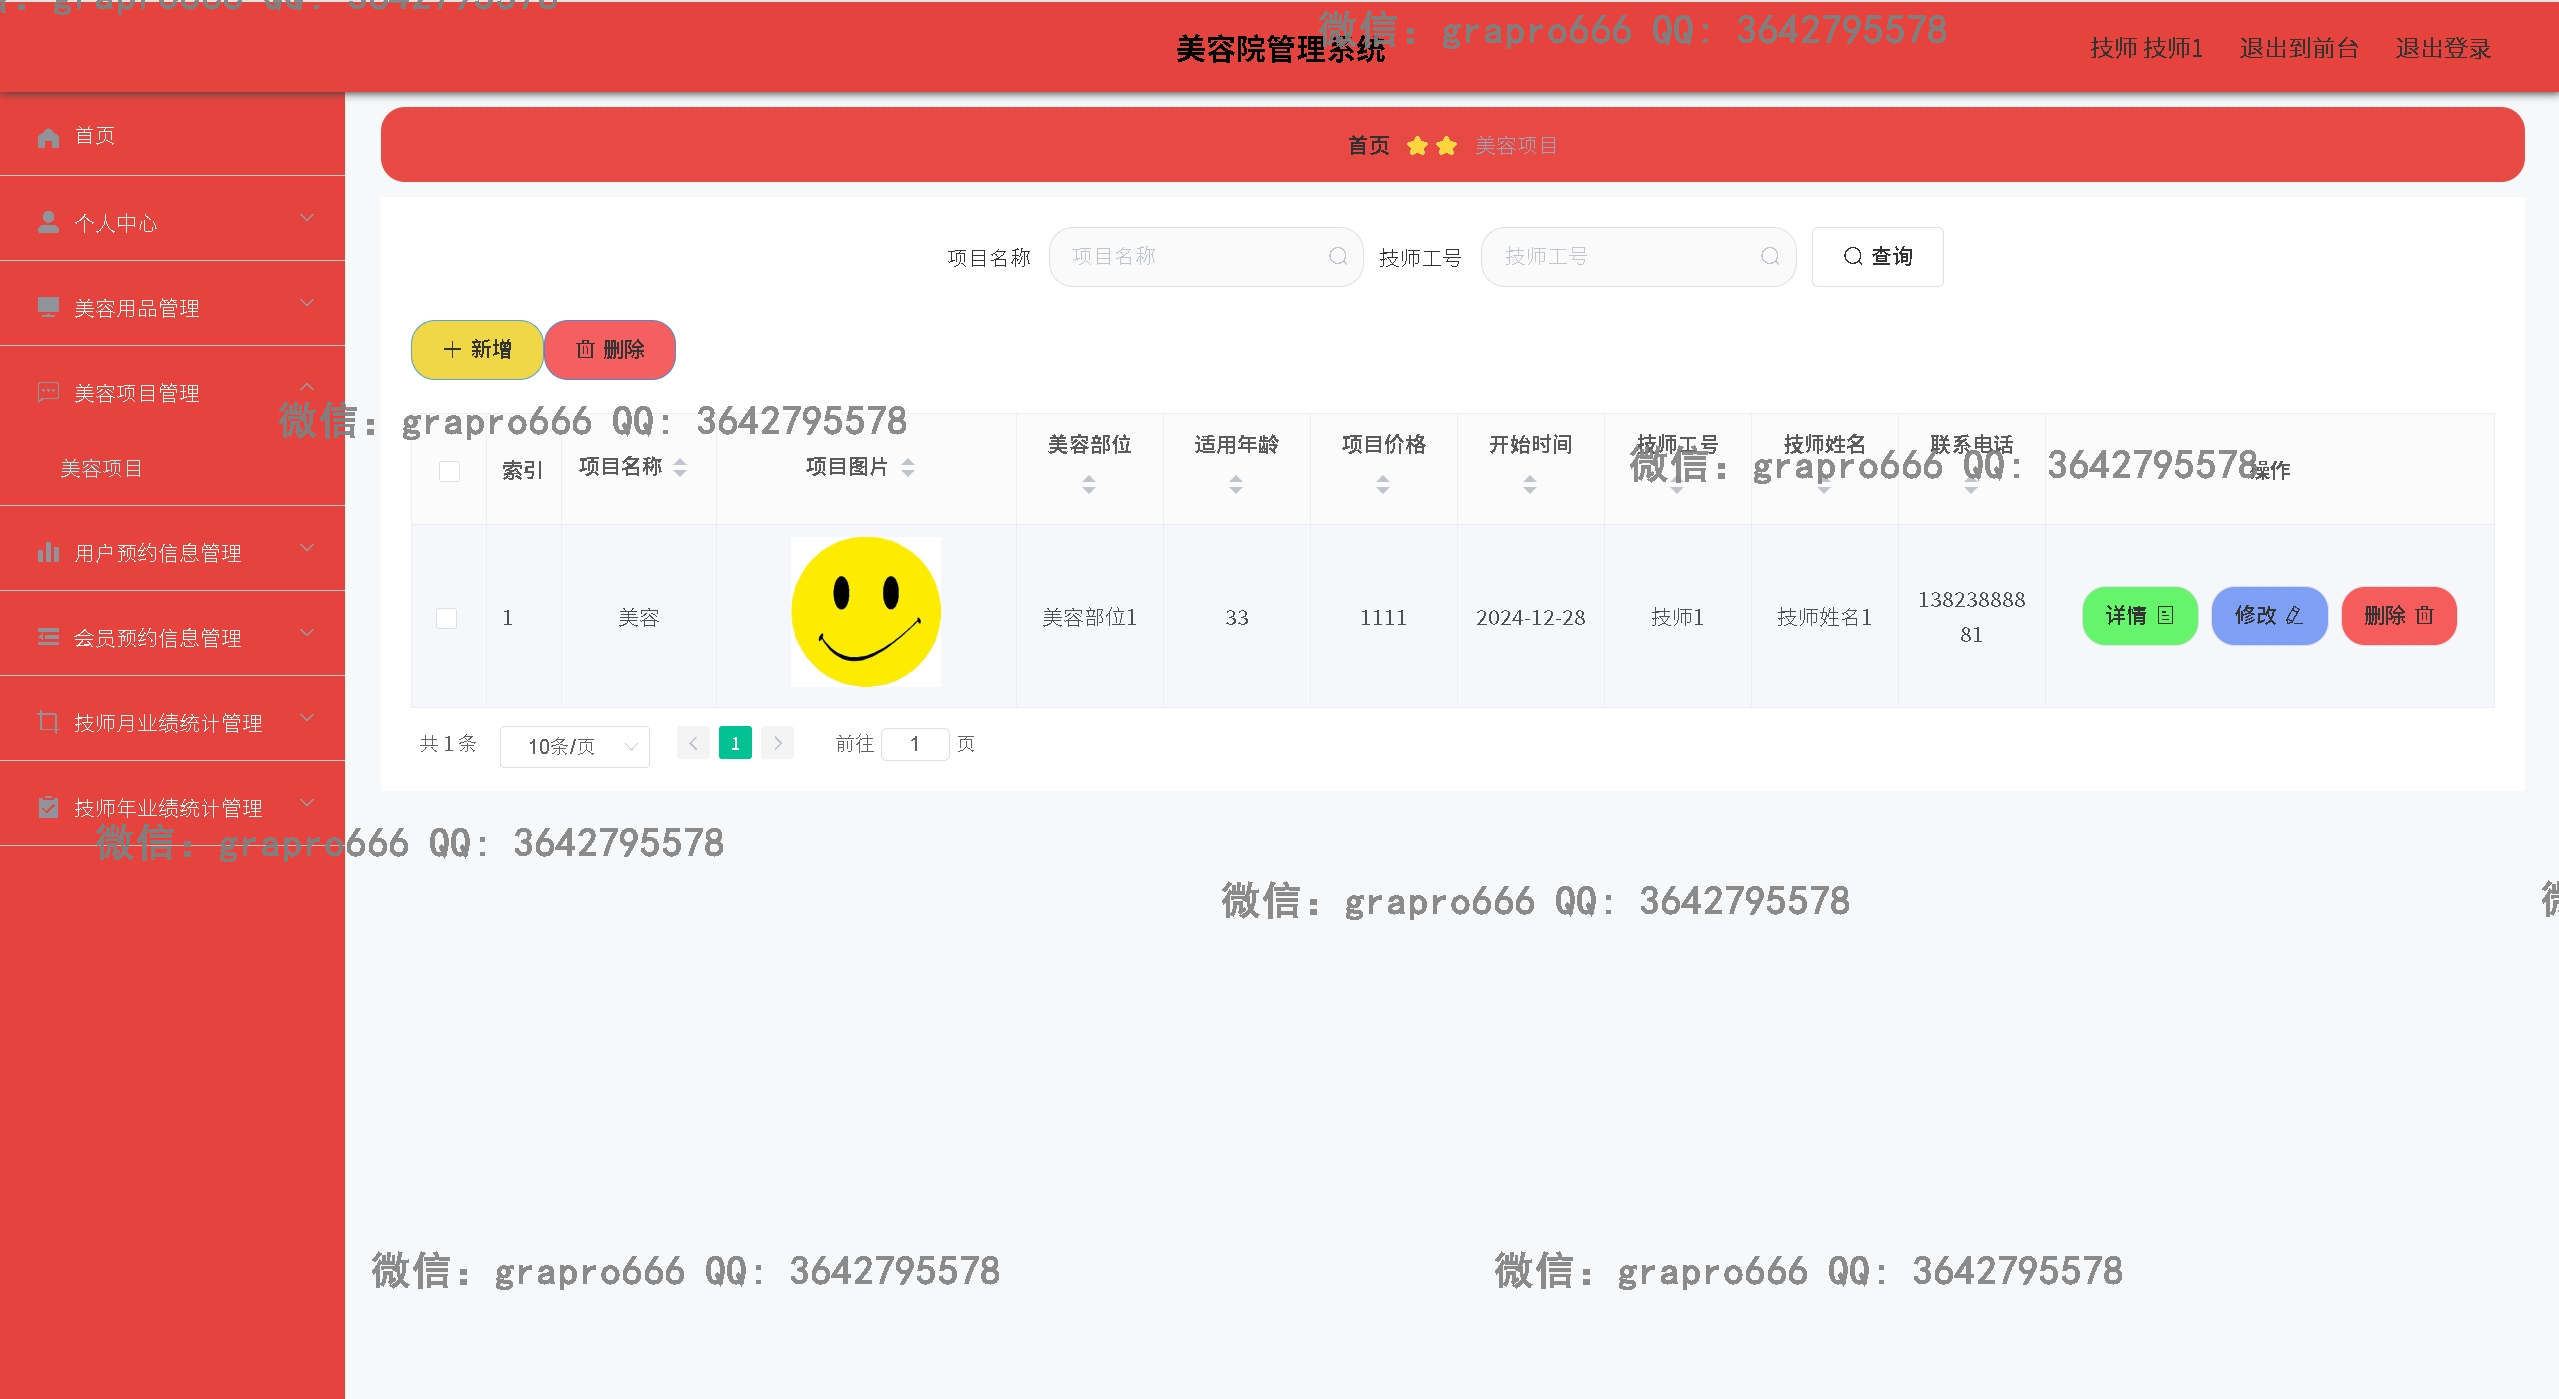 微信：grapro666 QQ: 3642795578
微信：grapro666 QQ: 3642795578
美容院管理系统
技师 技师1 退出到前台 退出登录
首页
首页 美容项目
个人中心
项目名称 项目名称 技师工号 技师工号 查询
美容用品管理
新增 删除
美容项目管理
微信：grapro666 QQ: 3642795578
美容项目
索引 项目名称 项目图片 美容部位 适用年龄 项目价格 开始时间 技师工号 技师姓名 联系电话 操作
微信：grapro666 QQ: 3642795578
用户预约信息管理
1 美容 美容部位1 33 1111 2024-12-28 技师1 技师姓名1 138238888
81 详情 修改 删除
会员预约信息管理
技师月业绩统计管理
共 1 条 10条/页 1 前往 1 页
技师年业绩统计管理
微信：grapro666 QQ: 3642795578
微信：grapro666 QQ: 3642795578
微
微信：grapro666 QQ: 3642795578
微信：grapro666 QQ: 3642795578